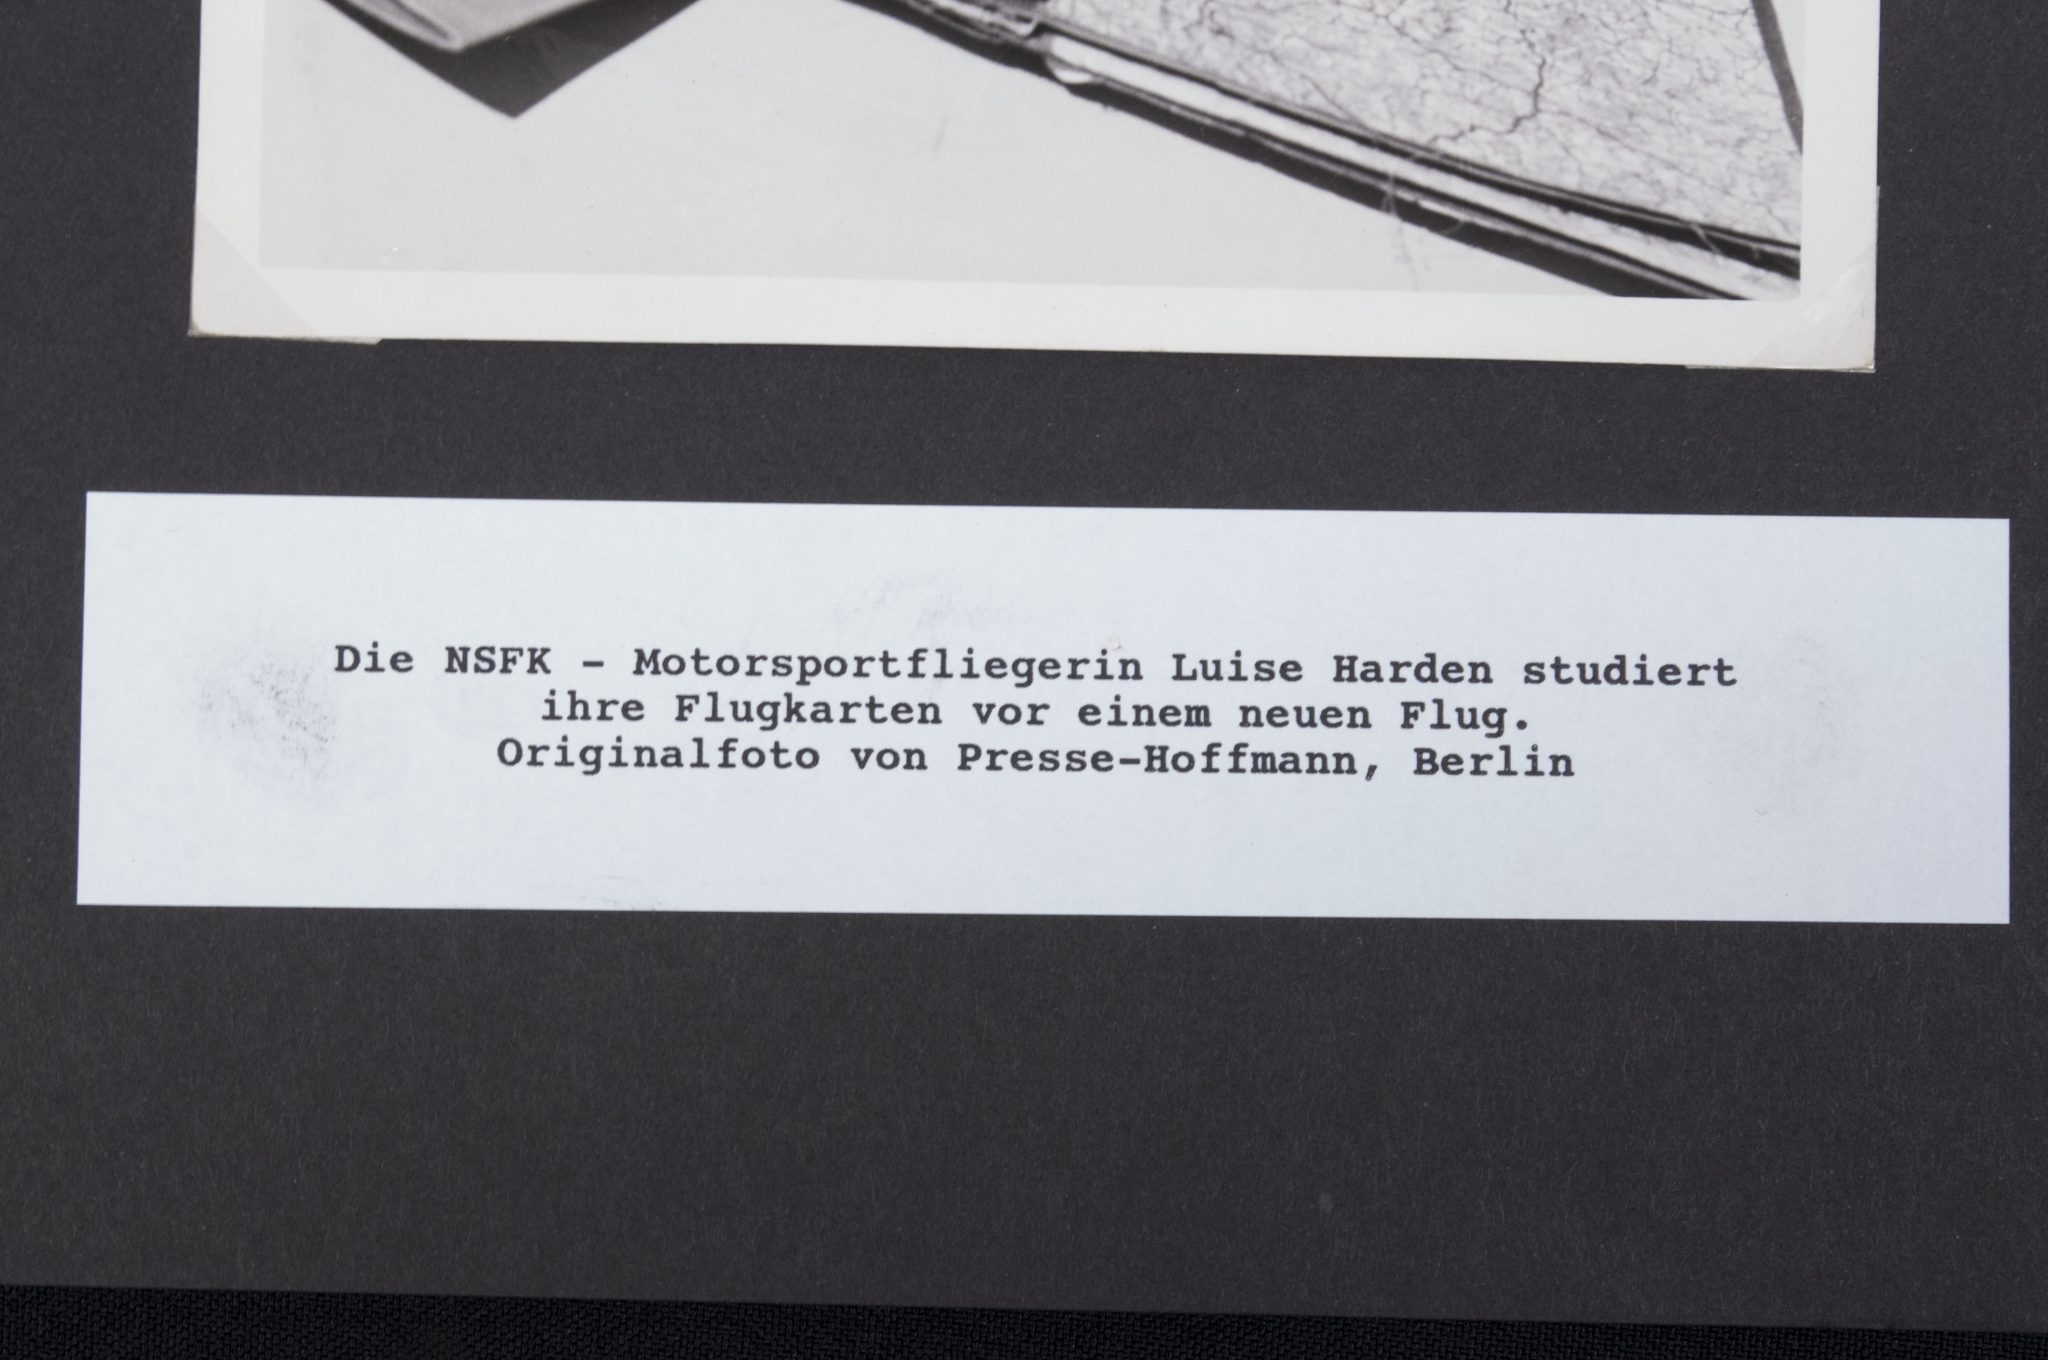 Die NSFK - Motorsportfliegerin Luise Harden studiert
ihre Flugkarten vor einem neuen Flug.
Originalfoto von Presse-Hoffmann, Berlin